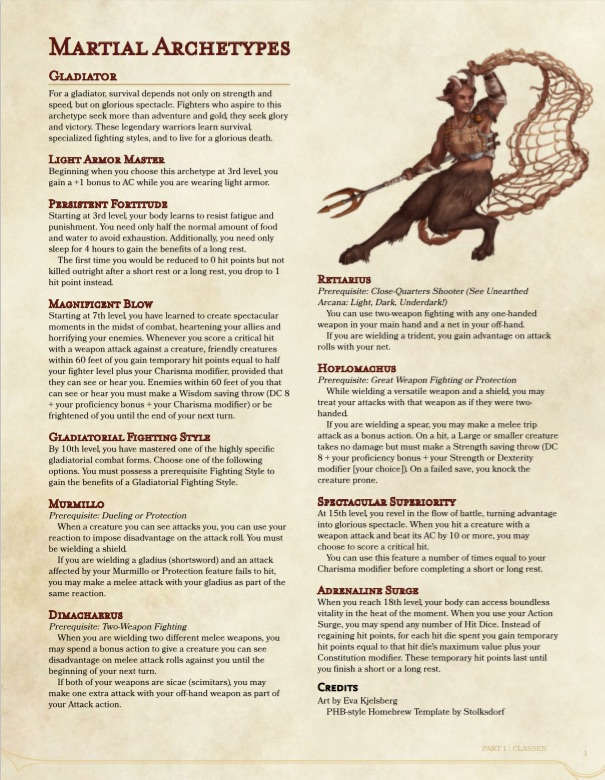 Martial Archetypes
Gladiator
For a gladiator, survival depends not only on strength and
speed, but on glorious spectacle. Fighters who aspire to this
archetype seek more than adventure and gold, they seek glory
and victory. These legendary warriors learn survival,
specialized fighting styles, and to live for a glorious death.
Light Armor Master
Beginning when you choose this archetype at 3rd level, you
gain a +1 bonus to AC while you are wearing light armor.
Persistent Fortitude
Starting at 3rd level, your body learns to resist fatigue and
punishment. You need only half the normal amount of food
and water to avoid exhaustion. Additionally, you need only
sleep for 4 hours to gain the benefits of a long rest.
The first time you would be reduced to 0 hit points but not
killed outright after a short rest or a long rest, you drop to 1
hit point instead.
Magnificent Blow
Starting at 7th level, you have learned to create spectacular
moments in the midst of combat, heartening your allies and
horrifying your enemies. Whenever you score a critical hit
with a weapon attack against a creature, friendly creatures
within 60 feet of you gain temporary hit points equal to half
your fighter level plus your Charisma modifier, provided that
they can see or hear you. Enemies within 60 feet of you that
can see or hear you must make a Wisdom saving throw (DC 8
+ your proficiency bonus + your Charisma modifier) or be
frightened of you until the end of your next turn.
Gladiatorial Fighting Style
By 10th level, you have mastered one of the highly specific
gladiatorial combat forms. Choose one of the following
options. You must possess a prerequisite Fighting Style to
gain the benefits of a Gladiatorial Fighting Style.
Murmillo
Prerequisite: Dueling or Protection
When a creature you can see attacks you, you can use your
reaction to impose disadvantage on the attack roll. You must
be wielding a shield.
If you are wielding a gladius (shortsword) and an attack
affected by your Murmillo or Protection feature fails to hit,
you may make a melee attack with your gladius as part of the
same reaction.
Dimachaerus
Prerequisite: Two-Weapon Fighting
When you are wielding two different melee weapons, you
may spend a bonus action to give a creature you can see
disadvantage on melee attack rolls against you until the
beginning of your next turn.
If both of your weapons are sicae (scimitars), you may
make one extra attack with your off-hand weapon as part of
your Attack action.
Retiarius
Prerequisite: Close-Quarters Shooter (See Unearthed
Arcana: Light, Dark, Underdark!)
You can use two-weapon fighting with any one-handed
weapon in your main hand and a net in your off-hand.
If you are wielding a trident, you gain advantage on attack
rolls with your net.
Hoplomachus
Prerequisite: Great Weapon Fighting or Protection
While wielding a versatile weapon and a shield, you may
treat your attacks with that weapon as if they were two-
handed.
If you are wielding a spear, you may make a melee trip
attack as a bonus action. On a hit, a Large or smaller creature
takes no damage but must make a Strength saving throw (DC
8 + your proficiency bonus + your Strength or Dexterity
modifier [your choice]). On a failed save, you knock the
creature prone.
Spectacular Superiority
At 15th level, you revel in the flow of battle, turning advantage
into glorious spectacle. When you hit a creature with a
weapon attack and beat its AC by 10 or more, you may
choose to score a critical hit.
You can use this feature a number of times equal to your
Charisma modifier before completing a short or long rest.
Adrenaline Surge
When you reach 18th level, your body can access boundless
vitality in the heat of the moment. When you use your Action
Surge, you may spend any number of Hit Dice. Instead of
regaining hit points, for each hit die spent you gain temporary
hit points equal to that hit die's maximum value plus your
Constitution modifier. These temporary hit points last until
you finish a short or a long rest.
Credits
Art by Eva Kjelsberg
PHB-style Homebrew Template by Stolksdorf
PART 1 | CLASSES
1